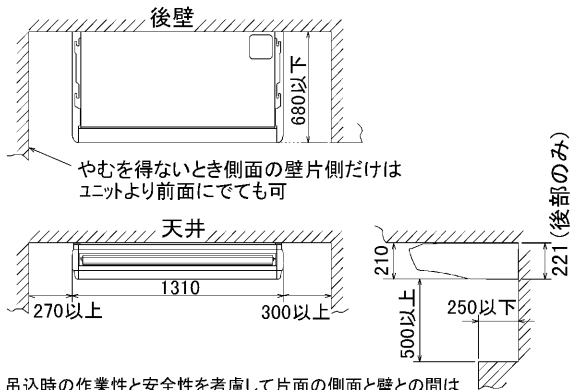 後壁
680以下
やむを得ないとき側面の壁片側だけは
ユニットより前面にでても可
天井
1310
270以上
300以上
210
221(後部のみ)
500以上
250以下
吊込時の作業性と安全性を考慮して片面の側面と壁との間は